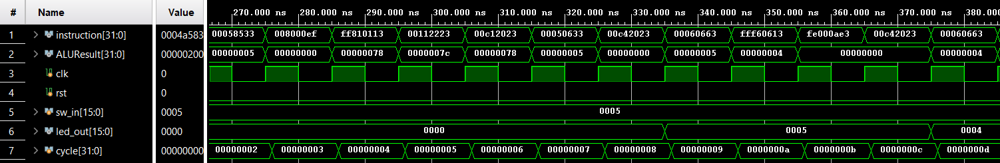 # Name Value 270.000 ns 280.000 ns 290.000 ns 300.000 ns 310.000 ns 320.000 ns 330.000 ns 340.000 ns 350.000 ns 360.000 ns 370.000 ns 380.
1 instruction[31:0] 0004a583 00058533 008000ef ff810113 00112223 00c12023 00050633 00c42023 00060663 fff60613 fe000ae3 00c42023 00060663
2 ALUResult[31:0] 00000200 00000005 00000000 00000078 0000007c 00000078 00000005 00000000 00000005 00000004 00000000 00000004
3 clk 0
4 rst 0
5 sw_in[15:0] 0005 0005
6 led_out[15:0] 0000 0000 0005 0004
7 cycle[31:0] 00000000 00000002 00000003 00000004 00000005 00000006 00000007 00000008 00000009 0000000a 0000000b 0000000c 0000000d